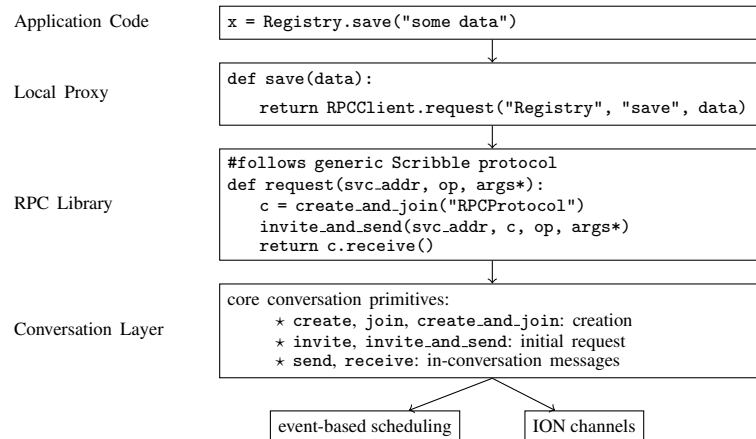 Application Code
x = Registry.save("some data")
Local Proxy
def save(data):
return RPCClient.request("Registry", "save", data)
RPC Library
#follows generic Scribble protocol
def request(svc_addr, op, args*):
c = create_and_join("RPCProtocol")
invite_and_send(svc_addr, c, op, args*)
return c.receive()
Conversation Layer
core conversation primitives:
⋆ create, join, create_and_join: creation
⋆ invite, invite_and_send: initial request
⋆ send, receive: in-conversation messages
event-based scheduling
ION channels